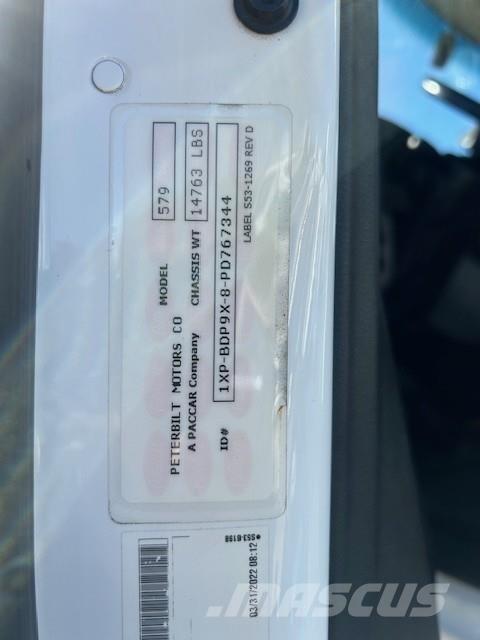 PETERBILT MOTORS CO MODEL 579
A PACCAR Company CHASSIS WT 14763 LBS
ID# 1XP-BDP9X-8-PD767344
LABEL S53-1269 REV D
●S53-6198
03/31/2022 08:12
MASCUS